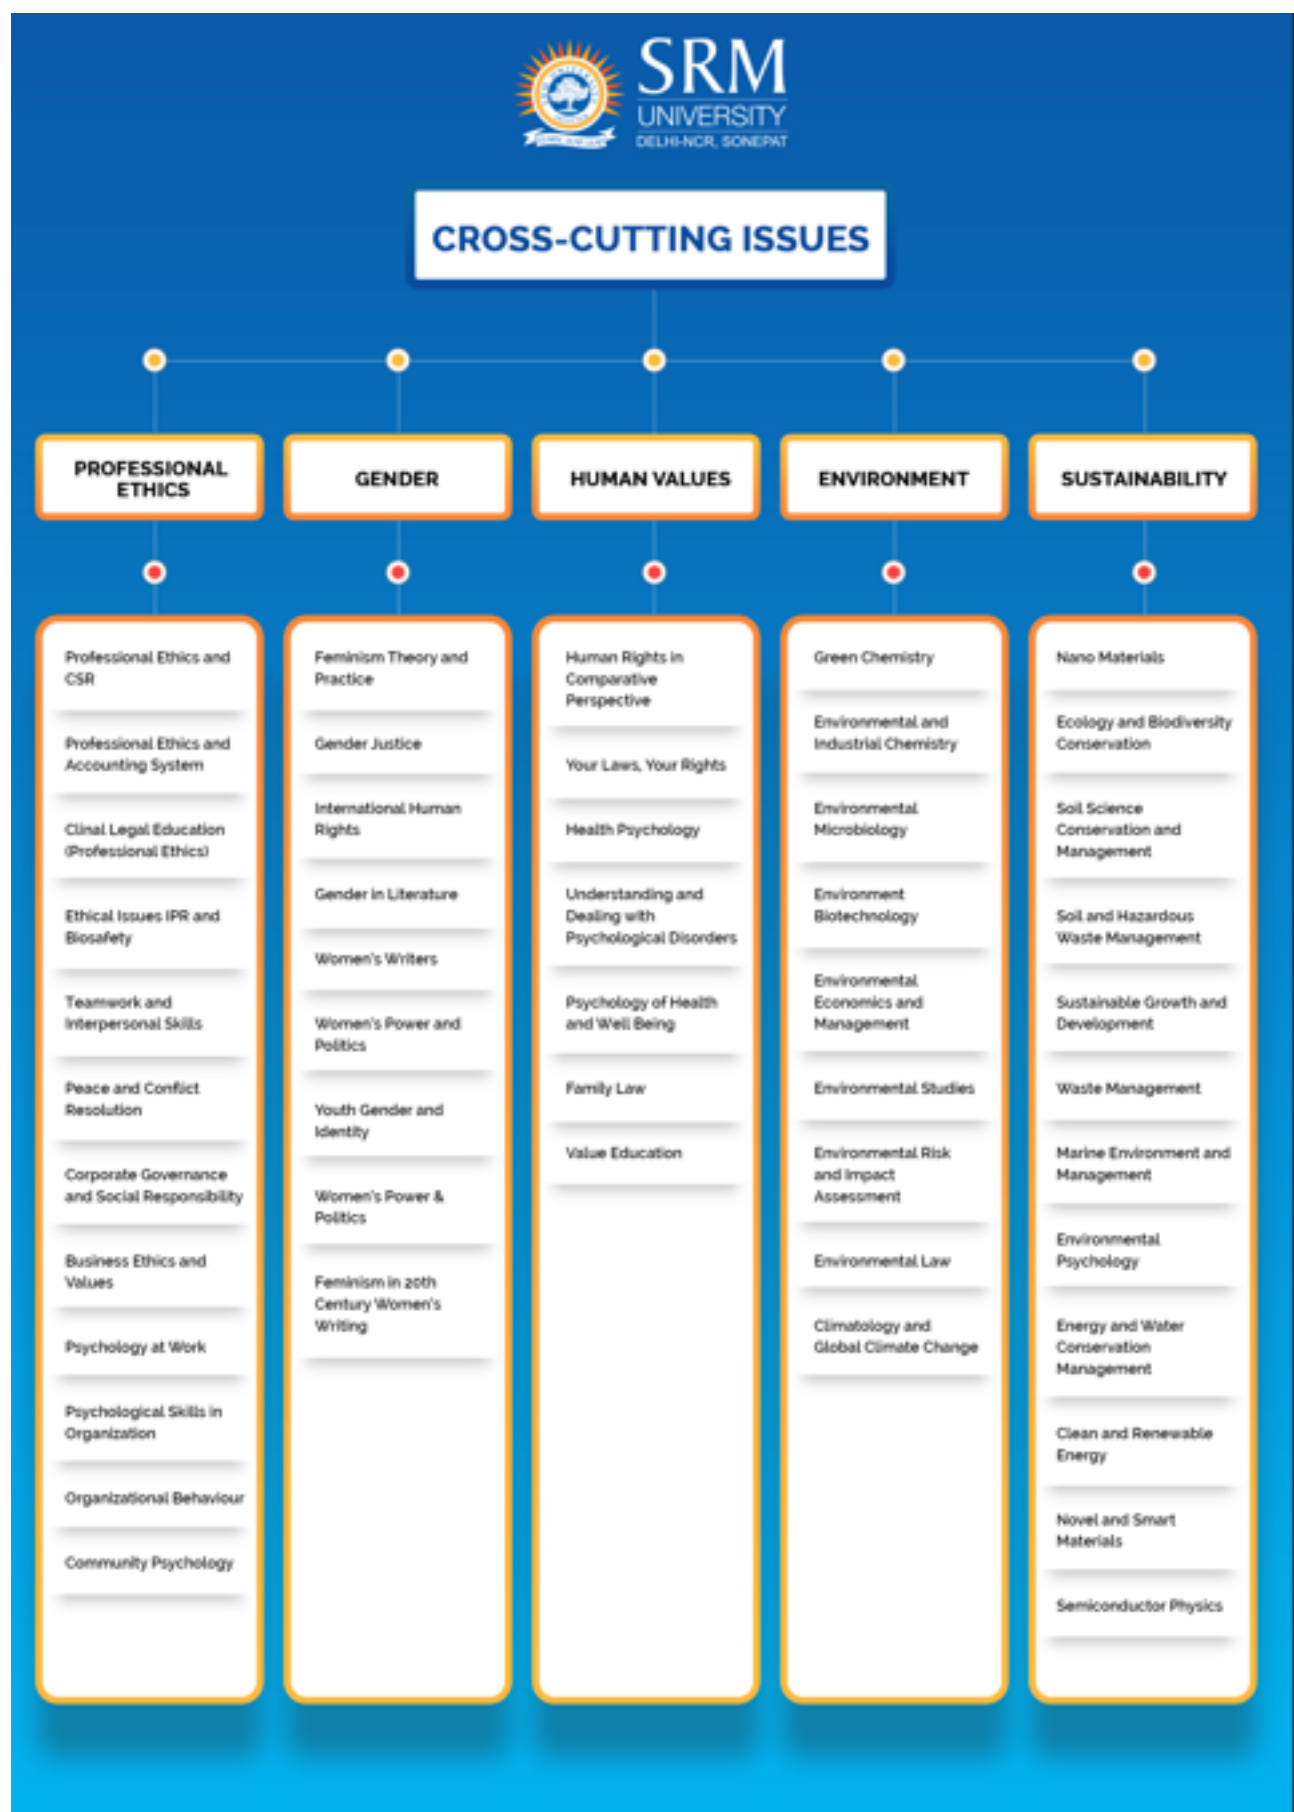 SRM
UNIVERSITY
DELHI-NCR, SONEPAT
CROSS-CUTTING ISSUES
PROFESSIONAL
ETHICS
GENDER
HUMAN VALUES
ENVIRONMENT
SUSTAINABILITY
Professional Ethics and
CSR
Professional Ethics and
Accounting System
Clinal Legal Education
(Professional Ethics)
Ethical Issues IPR and
Biosafety
Teamwork and
Interpersonal Skills
Peace and Conflict
Resolution
Corporate Governance
and Social Responsibility
Business Ethics and
Values
Psychology at Work
Psychological Skills in
Organization
Organizational Behaviour
Community Psychology
Feminism Theory and
Practice
Gender Justice
International Human
Rights
Gender in Literature
Women's Writers
Women's Power and
Politics
Youth Gender and
Identity
Women's Power &
Politics
Feminism in 20th
Century Women's
Writing
Human Rights in
Comparative
Perspective
Your Laws, Your Rights
Health Psychology
Understanding and
Dealing with
Psychological Disorders
Psychology of Health
and Well Being
Family Law
Value Education
Green Chemistry
Environmental and
Industrial Chemistry
Environmental
Microbiology
Environment
Biotechnology
Environmental
Economics and
Management
Environmental Studies
Environmental Risk
and Impact
Assessment
Environmental Law
Climatology and
Global Climate Change
Nano Materials
Ecology and Biodiversity
Conservation
Soil Science
Conservation and
Management
Soil and Hazardous
Waste Management
Sustainable Growth and
Development
Waste Management
Marine Environment and
Management
Environmental
Psychology
Energy and Water
Conservation
Management
Clean and Renewable
Energy
Novel and Smart
Materials
Semiconductor Physics